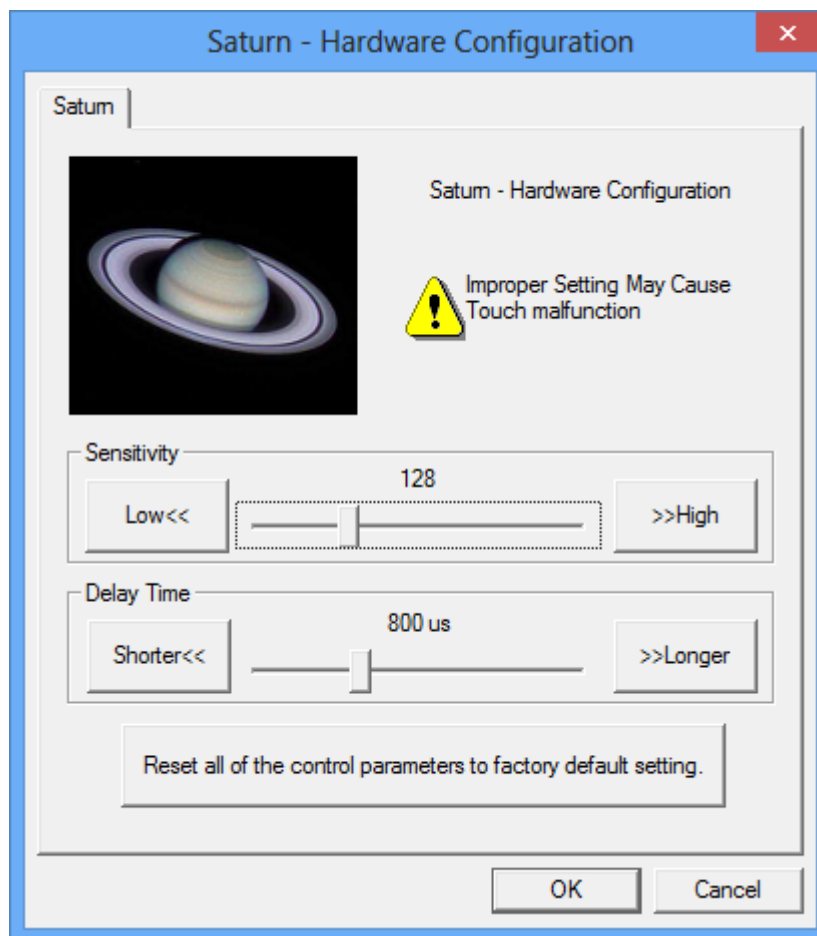 Saturn - Hardware Configuration
×
Saturn
Saturn - Hardware Configuration
Improper Setting May Cause
Touch malfunction
Sensitivity
128
Low<<
>>High
Delay Time
800 us
Shorter<<
>>Longer
Reset all of the control parameters to factory default setting.
OK
Cancel